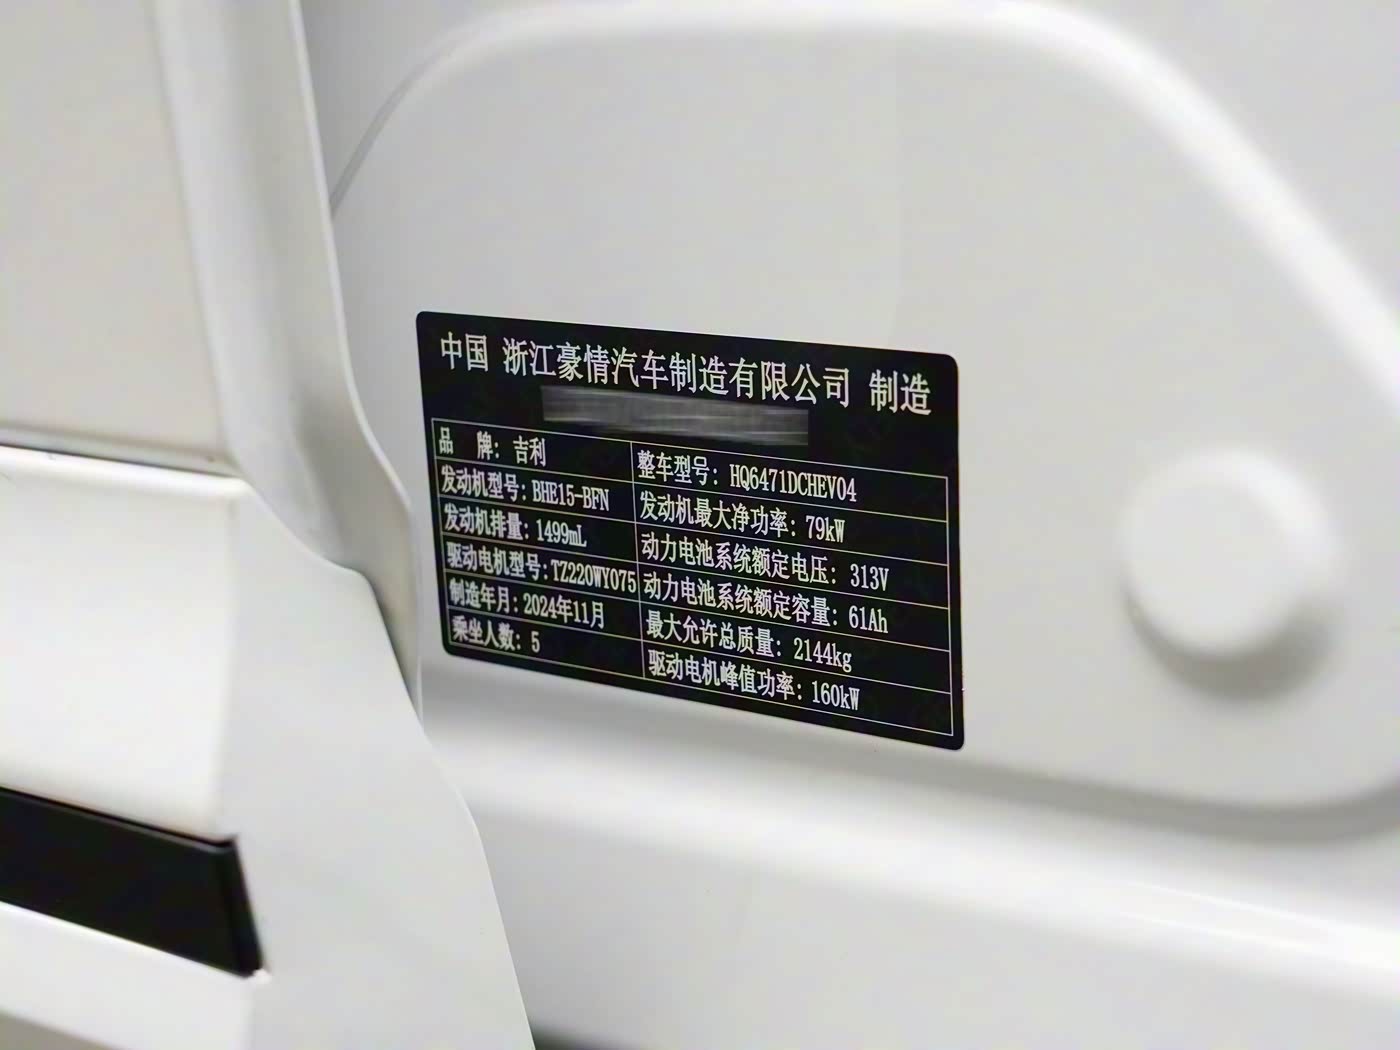 中国 浙江豪情汽车制造有限公司 制造
品 牌: 吉利
整车型号: HQ6471DCHEV04
发动机型号: BHE15-BFN
发动机最大净功率: 79kW
发动机排量: 1499mL
动力电池系统额定电压: 313V
驱动电机型号: TZ220WY075
动力电池系统额定容量: 61Ah
制造年月: 2024年11月
最大允许总质量: 2144kg
乘坐人数: 5
驱动电机峰值功率: 160kW